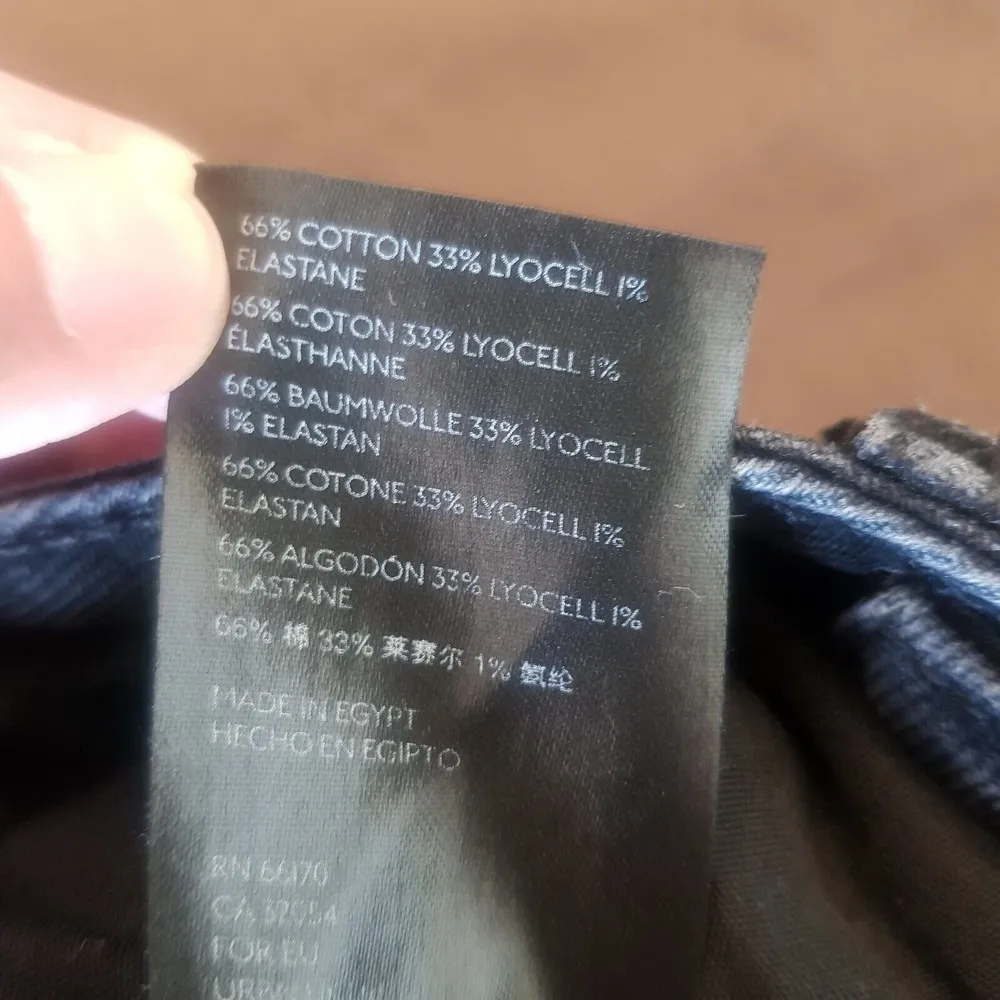 66% COTTON 33% LYOCELL 1%
ELASTANE
66% COTON 33% LYOCELL 1%
ÉLASTHANNE
66% BAUMWOLLE 33% LYOCELL
1% ELASTAN
66% COTONE 33% LYOCELL 1%
ELASTAN
66% ALGODÓN 33% LYOCELL 1%
ELASTANE
66% 棉 33% 莱赛尔 1% 氨纶
MADE IN EGYPT
HECHO EN EGIPTO
RN 66170
CA 32054
FOR EU